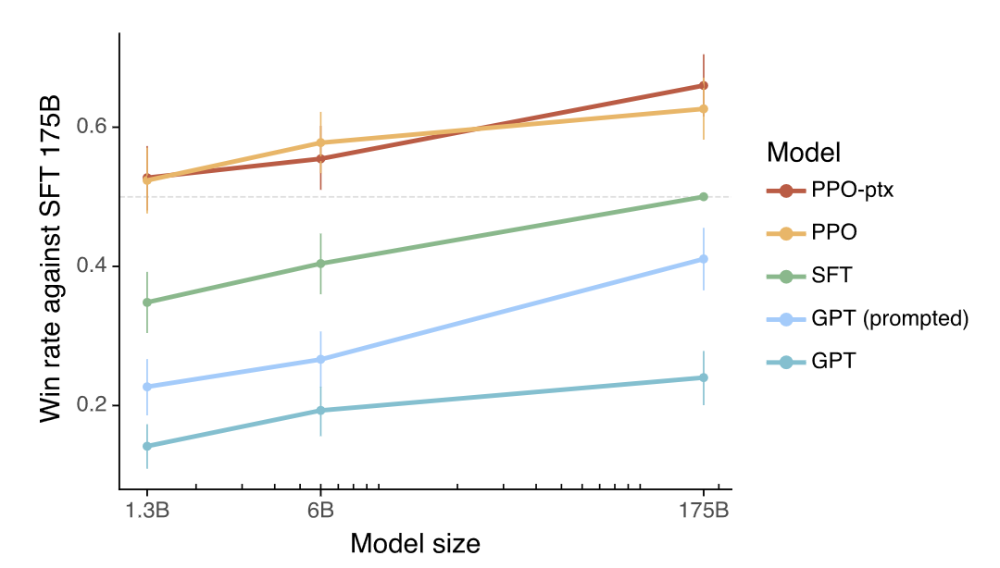 Win rate against SFT 175B
0.6
0.4
0.2
1.3B
6B
175B
Model size
Model
PPO-ptx
PPO
SFT
GPT (prompted)
GPT